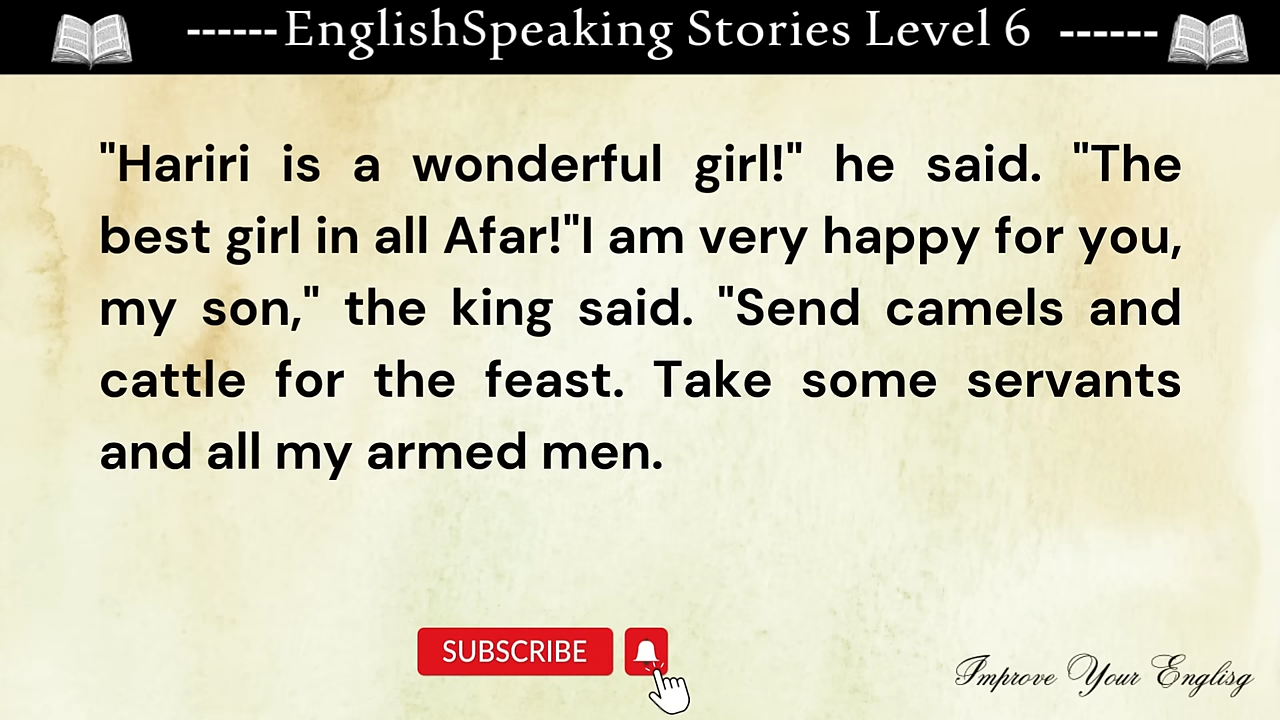 ------EnglishSpeaking Stories Level 6 ------
"Hariri is a wonderful girl!" he said. "The
best girl in all Afar!"I am very happy for you,
my son," the king said. "Send camels and
cattle for the feast. Take some servants
and all my armed men.
SUBSCRIBE
Improve Your Englisg